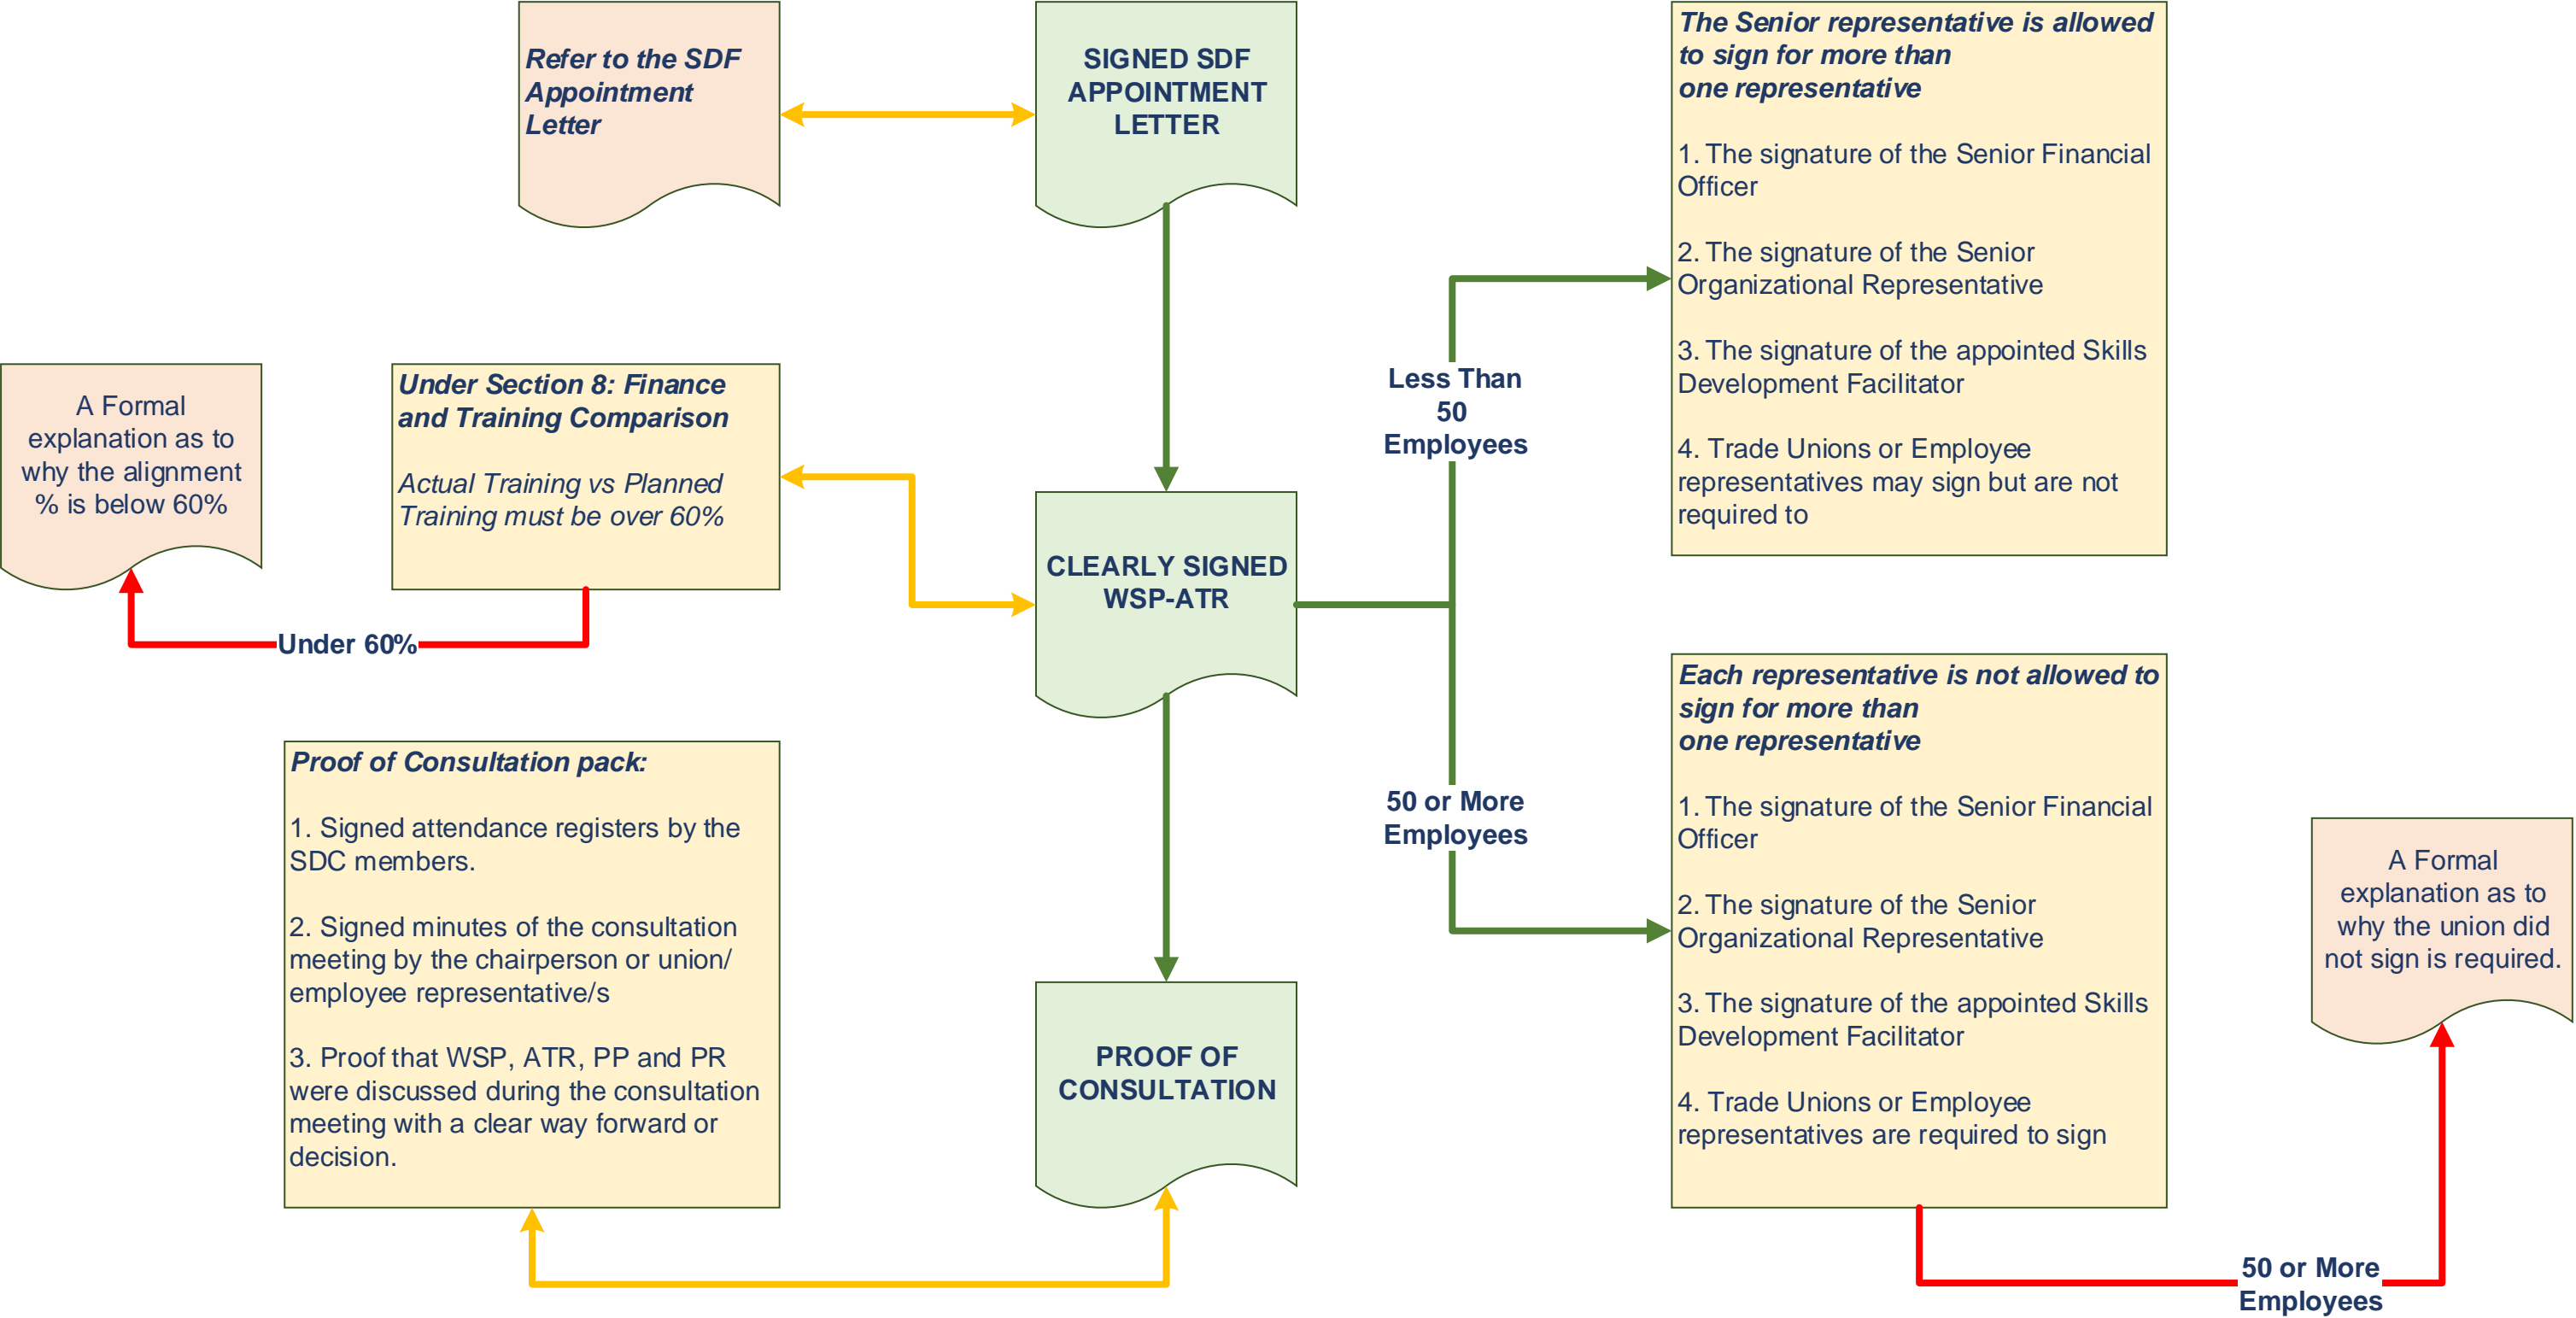 Refer to the SDF
Appointment
Letter
SIGNED SDF
APPOINTMENT
LETTER
The Senior representative is allowed
to sign for more than
one representative
1. The signature of the Senior Financial
Officer
2. The signature of the Senior
Organizational Representative
3. The signature of the appointed Skills
Development Facilitator
4. Trade Unions or Employee
representatives may sign but are not
required to
A Formal
explanation as to
why the alignment
% is below 60%
Under Section 8: Finance
and Training Comparison
Actual Training vs Planned
Training must be over 60%
Under 60%
Less Than
50
Employees
CLEARLY SIGNED
WSP-ATR
50 or More
Employees
Each representative is not allowed to
sign for more than
one representative
1. The signature of the Senior Financial
Officer
2. The signature of the Senior
Organizational Representative
3. The signature of the appointed Skills
Development Facilitator
4. Trade Unions or Employee
representatives are required to sign
A Formal
explanation as to
why the union did
not sign is required.
50 or More
Employees
Proof of Consultation pack:
1. Signed attendance registers by the
SDC members.
2. Signed minutes of the consultation
meeting by the chairperson or union/
employee representative/s
3. Proof that WSP, ATR, PP and PR
were discussed during the consultation
meeting with a clear way forward or
decision.
PROOF OF
CONSULTATION